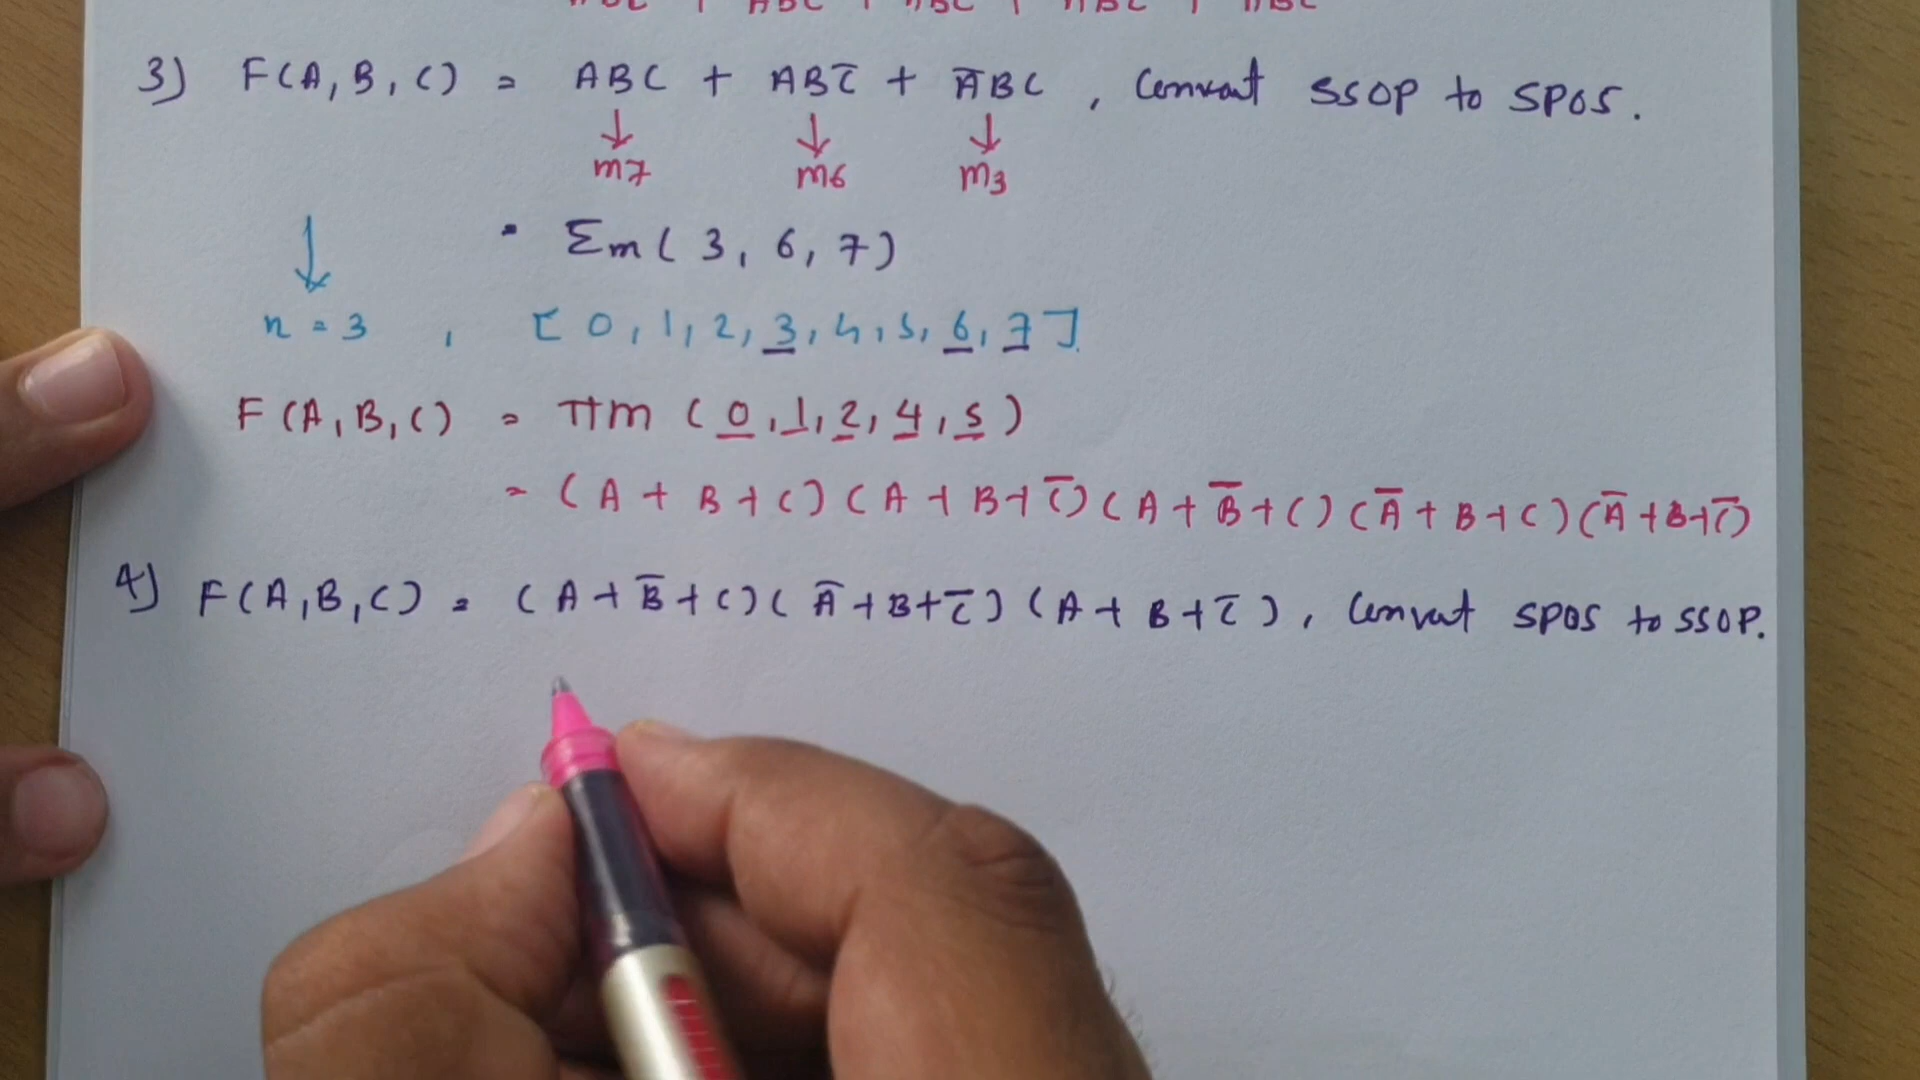 3) F(A, B, C) = ABC + ABC̅ + A̅BC , Convert SSOP to SPOS.
↓ ↓ ↓
m7 m6 m3
= Σm( 3, 6, 7)
↓
n = 3 , [ 0, 1, 2, 3, 4, 5, 6, 7 ].
F (A, B, C) = πM ( 0, 1, 2, 4, 5 )
= ( A + B + C) ( A + B + C̅) ( A + B̅ + C) ( A̅ + B + C) ( A̅ + B + C̅)
4) F(A, B, C) = ( A + B̅ + C) ( A̅ + B + C̅) ( A + B + C̅), Convert SPOS to SSOP.